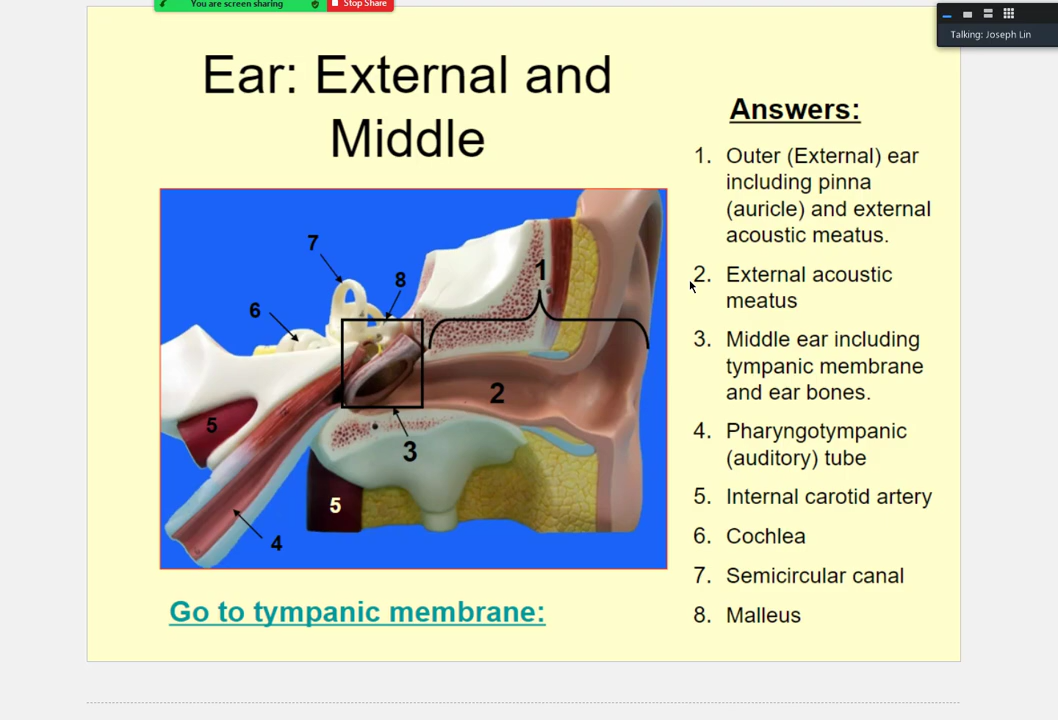 You are screen sharing
Stop Share
Talking: Joseph Lin
Ear: External and
Middle
7
8
1
6
2
5
3
5
4
Go to tympanic membrane:
Answers:
1. Outer (External) ear
including pinna
(auricle) and external
acoustic meatus.
2. External acoustic
meatus
3. Middle ear including
tympanic membrane
and ear bones.
4. Pharyngotympanic
(auditory) tube
5. Internal carotid artery
6. Cochlea
7. Semicircular canal
8. Malleus